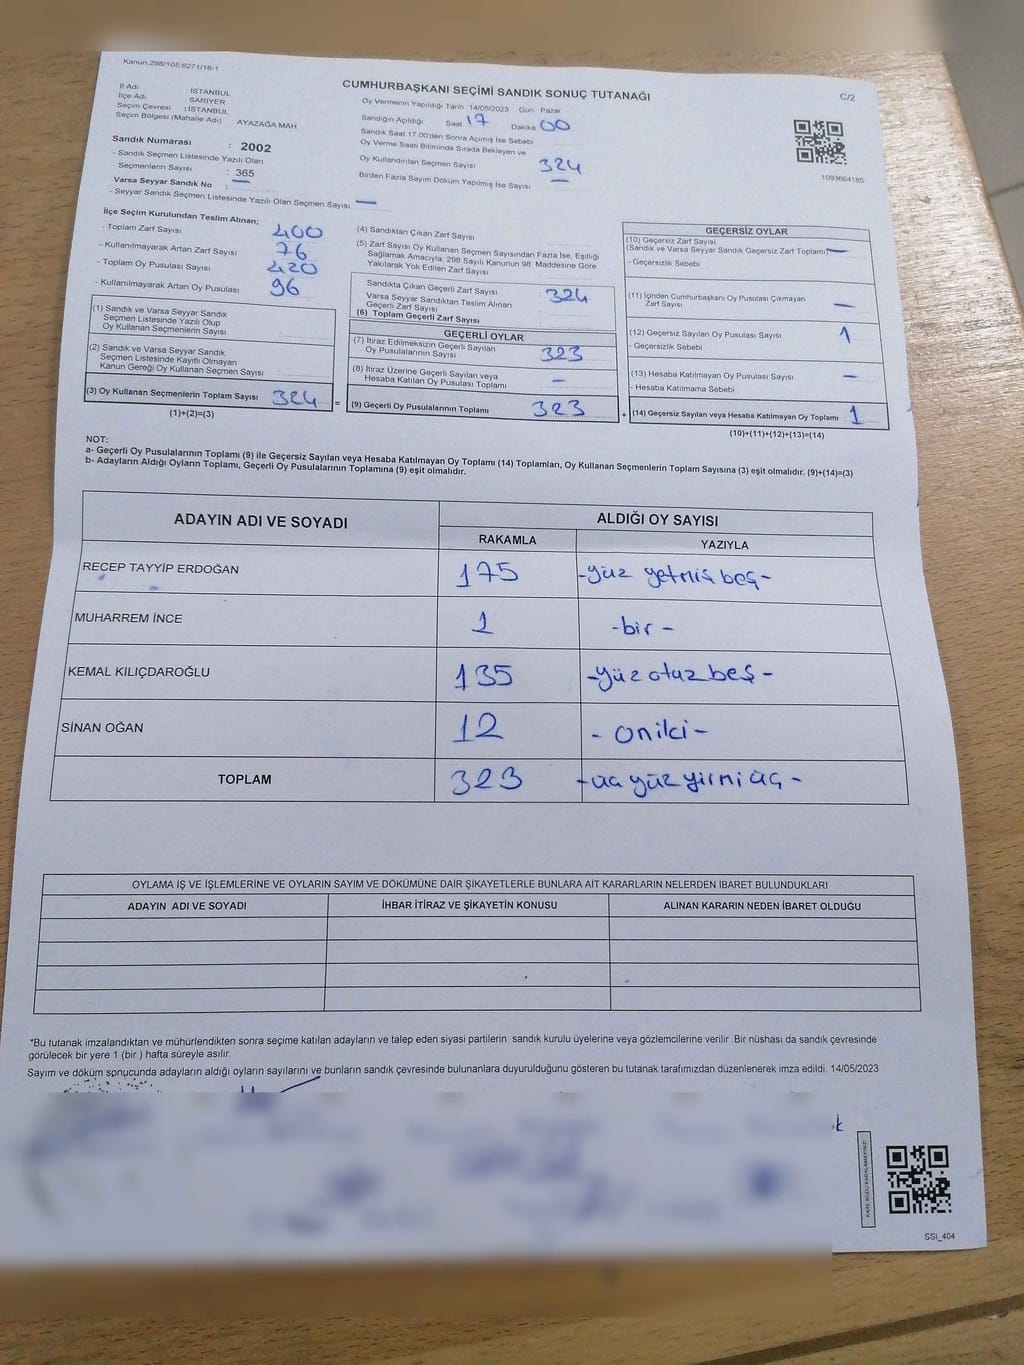 Kanun.298/105,6271/18-1
CUMHURBAŞKANI SEÇİMİ SANDIK SONUÇ TUTANAĞI
C/2
İl Adı : İSTANBUL
İlçe Adı : SARIYER
Seçim Çevresi : İSTANBUL
Seçim Bölgesi (Mahalle Adı) AYAZAĞA MAH
Sandık Numarası : 2002
- Sandık Seçmen Listesinde Yazılı Olan
Seçmenlerin Sayısı : 365
Varsa Seyyar Sandık No : —
- Seyyar Sandık Seçmen Listesinde Yazılı Olan Seçmen Sayısı —
Oy Vermenin Yapıldığı Tarih 14/05/2023 Gün Pazar
Sandığın Açıldığı Saat 17 Dakika 00
Sandık Saat 17:00'den Sonra Açımış İse Sebebi
Oy Verme Saati Bitiminde Sırada Bekleyen ve
Oy Kullandırılan Seçmen Sayısı 324
Birden Fazla Sayım Döküm Yapılmış İse Sayısı —
1093664185
İlçe Seçim Kurulundan Teslim Alınan;
- Toplam Zarf Sayısı 400
- Kullanılmayarak Artan Zarf Sayısı 76
- Toplam Oy Pusulası Sayısı 420
- Kullanılmayarak Artan Oy Pusulası 96
(1) Sandık ve Varsa Seyyar Sandık
Seçmen Listesinde Yazılı Olup
Oy Kullanan Seçmenlerin Sayısı
(2) Sandık ve Varsa Seyyar Sandık
Seçmen Listesinde Kayıtlı Olmayan
Kanun Gereği Oy Kullanan Seçmen Sayısı
(3) Oy Kullanan Seçmenlerin Toplam Sayısı 324 =
(1)+(2)=(3)
(4) Sandıktan Çıkan Zarf Sayısı
(5) Zarf Sayısı Oy Kullanan Seçmen Sayısından Fazla İse, Eşitliği
Sağlamak Amacıyla, 298 Sayılı Kanunun 98. Maddesine Göre
Yakılarak Yok Edilen Zarf Sayısı
Sandıkta Çıkan Geçerli Zarf Sayısı 324
Varsa Seyyar Sandıktan Teslim Alınan
Geçerli Zarf Sayısı
(6) Toplam Geçerli Zarf Sayısı
GEÇERLİ OYLAR
(7) İtiraz Edilmeksizin Geçerli Sayılan
Oy Pusulalarının Sayısı 323
(8) İtiraz Üzerine Geçerli Sayılan veya
Hesaba Katılan Oy Pusulası Toplamı —
(9) Geçerli Oy Pusulalarının Toplamı 323 +
GEÇERSİZ OYLAR
(10) Geçersiz Zarf Sayısı
(Sandık ve Varsa Seyyar Sandık Geçersiz Zarf Toplamı) —
- Geçersizlik Sebebi
(11) İçinden Cumhurbaşkanı Oy Pusulası Çıkmayan
Zarf Sayısı —
(12) Geçersiz Sayılan Oy Pusulası Sayısı 1
- Geçersizlik Sebebi
(13) Hesaba Katılmayan Oy Pusulası Sayısı —
- Hesaba Katılmama Sebebi
(14) Geçersiz Sayılan veya Hesaba Katılmayan Oy Toplamı 1
(10)+(11)+(12)+(13)=(14)
NOT:
a- Geçerli Oy Pusulalarının Toplamı (9) ile Geçersiz Sayılan veya Hesaba Katılmayan Oy Toplamı (14) Toplamları, Oy Kullanan Seçmenlerin Toplam Sayısına (3) eşit olmalıdır. (9)+(14)=(3)
b- Adayların Aldığı Oyların Toplamı, Geçerli Oy Pusulalarının Toplamına (9) eşit olmalıdır.
ADAYIN ADI VE SOYADI ALDIĞI OY SAYISI
RAKAMLA YAZIYLA
RECEP TAYYİP ERDOĞAN 175 -yüz yetmiş beş-
MUHARREM İNCE 1 -bir-
KEMAL KILIÇDAROĞLU 135 -yüz otuz beş-
SİNAN OĞAN 12 - oniki-
TOPLAM 323 -üç yüz yirmi üç-
OYLAMA İŞ VE İŞLEMLERİNE VE OYLARIN SAYIM VE DÖKÜMÜNE DAİR ŞİKAYETLERLE BUNLARA AİT KARARLARIN NELERDEN İBARET BULUNDUKLARI
ADAYIN ADI VE SOYADI İHBAR İTİRAZ VE ŞİKAYETİN KONUSU ALINAN KARARIN NEDEN İBARET OLDUĞU
*Bu tutanak imzalandıktan ve mühürlendikten sonra seçime katılan adayların ve talep eden siyasi partilerin sandık kurulu üyelerine veya gözlemcilerine verilir .Bir nüshası da sandık çevresinde
görülecek bir yere 1 (bir ) hafta süreyle asılır.
Sayım ve döküm sonucunda adayların aldığı oyların sayılarını ve bunların sandık çevresinde bulunanlara duyurulduğunu gösteren bu tutanak tarafımızdan düzenlenerek imza edildi. 14/05/2023
KARE KODU KARALAMAYINIZ!
SSI_404